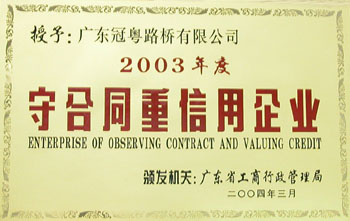 授予：广东冠粤路桥有限公司
2003年度
守合同重信用企业
ENTERPRISE OF OBSERVING CONTRACT AND VALUING CREDIT
颁发机关：广东省工商行政管理局
二〇〇四年三月